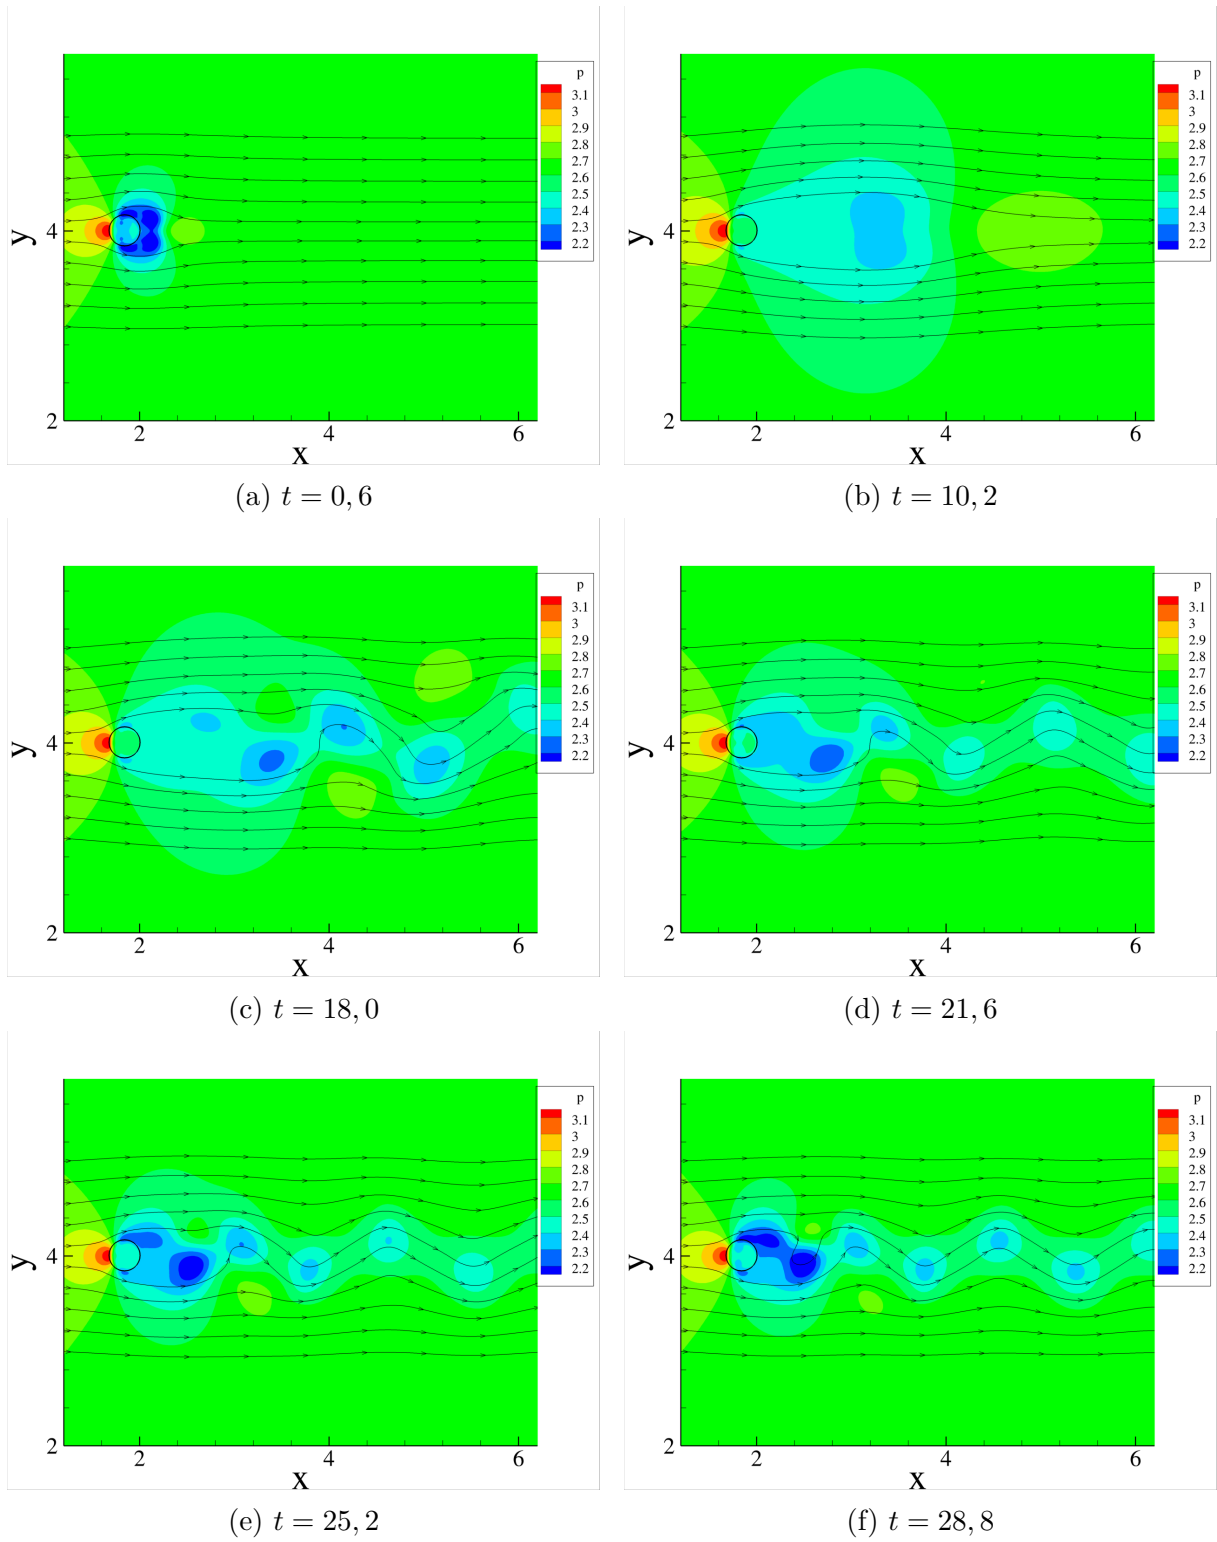 p
3.1
3
2.9
2.8
2.7
2.6
2.5
2.4
2.3
2.2
y
4
2
2 4 6
x
(a) t = 0, 6
p
3.1
3
2.9
2.8
2.7
2.6
2.5
2.4
2.3
2.2
y
4
2
2 4 6
x
(b) t = 10, 2
p
3.1
3
2.9
2.8
2.7
2.6
2.5
2.4
2.3
2.2
y
4
2
2 4 6
x
(c) t = 18, 0
p
3.1
3
2.9
2.8
2.7
2.6
2.5
2.4
2.3
2.2
y
4
2
2 4 6
x
(d) t = 21, 6
p
3.1
3
2.9
2.8
2.7
2.6
2.5
2.4
2.3
2.2
y
4
2
2 4 6
x
(e) t = 25, 2
p
3.1
3
2.9
2.8
2.7
2.6
2.5
2.4
2.3
2.2
y
4
2
2 4 6
x
(f) t = 28, 8